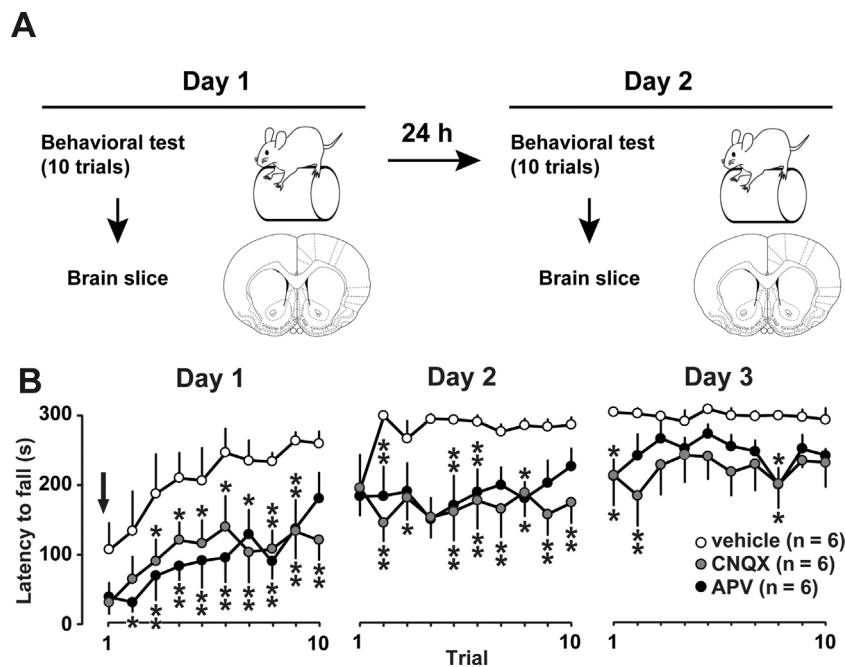 A
Day 1
Day 2
Behavioral test
(10 trials)
24 h
Behavioral test
(10 trials)
Brain slice
Brain slice
B
Day 1
Day 2
Day 3
Latency to fall (s)
300
200
100
0
* * * * * * * *
* * * * * * * * *
* * * * * * *
* *
* * *
* *
* * * * * *
* * * * *
* *
* * *
*
vehicle (n = 6)
CNQX (n = 6)
APV (n = 6)
1
10
1
10
1
10
Trial